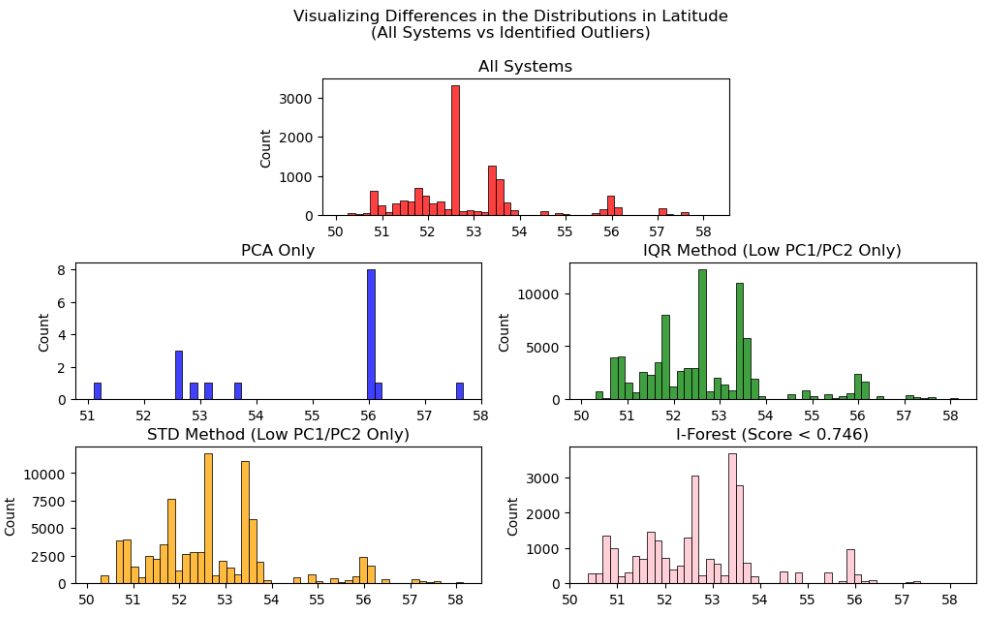 Visualizing Differences in the Distributions in Latitude
(All Systems vs Identified Outliers)
All Systems
Count
3000
2000
1000
0
50 51 52 53 54 55 56 57 58
PCA Only
Count
8
6
4
2
0
51 52 53 54 55 56 57 58
IQR Method (Low PC1/PC2 Only)
Count
10000
5000
0
50 51 52 53 54 55 56 57 58
STD Method (Low PC1/PC2 Only)
Count
10000
7500
5000
2500
0
50 51 52 53 54 55 56 57 58
I-Forest (Score < 0.746)
Count
3000
2000
1000
0
50 51 52 53 54 55 56 57 58